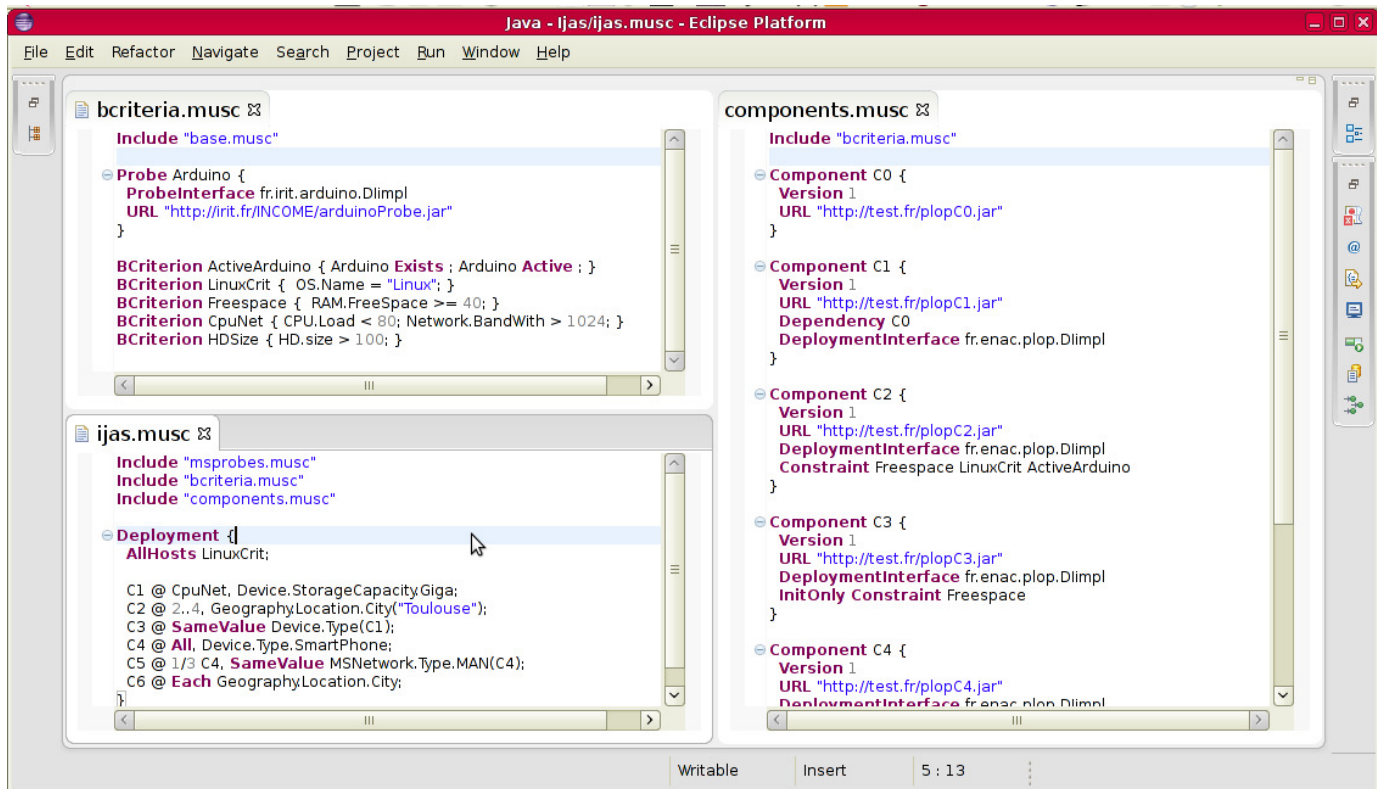 Java - Ijas/ijas.musc - Eclipse Platform
File Edit Refactor Navigate Search Project Run Window Help
bcriteria.musc
Include "base.musc"
Probe Arduino {
ProbeInterface fr.irit.arduino.DIimpl
URL "http://irit.fr/INCOME/arduinoProbe.jar"
}
BCriterion ActiveArduino { Arduino Exists ; Arduino Active ; }
BCriterion LinuxCrit { OS.Name = "Linux"; }
BCriterion Freespace { RAM.FreeSpace >= 40; }
BCriterion CpuNet { CPU.Load < 80; Network.BandWith > 1024; }
BCriterion HDSize { HD.size > 100; }
ijas.musc
Include "msprobes.musc"
Include "bcriteria.musc"
Include "components.musc"
Deployment {
AllHosts LinuxCrit;
C1 @ CpuNet, Device.StorageCapacity.Giga;
C2 @ 2..4, Geography.Location.City("Toulouse");
C3 @ SameValue Device.Type(C1);
C4 @ All, Device.Type.SmartPhone;
C5 @ 1/3 C4, SameValue MSNetwork.Type.MAN(C4);
C6 @ Each Geography.Location.City;
}
components.musc
Include "bcriteria.musc"
Component C0 {
Version 1
URL "http://test.fr/plopC0.jar"
}
Component C1 {
Version 1
URL "http://test.fr/plopC1.jar"
Dependency C0
DeploymentInterface fr.enac.plop.DIimpl
}
Component C2 {
Version 1
URL "http://test.fr/plopC2.jar"
DeploymentInterface fr.enac.plop.DIimpl
Constraint Freespace LinuxCrit ActiveArduino
}
Component C3 {
Version 1
URL "http://test.fr/plopC3.jar"
DeploymentInterface fr.enac.plop.DIimpl
InitOnly Constraint Freespace
}
Component C4 {
Version 1
URL "http://test.fr/plopC4.jar"
DeploymentInterface fr.enac.plop.DIimpl
Writable Insert 5 : 13